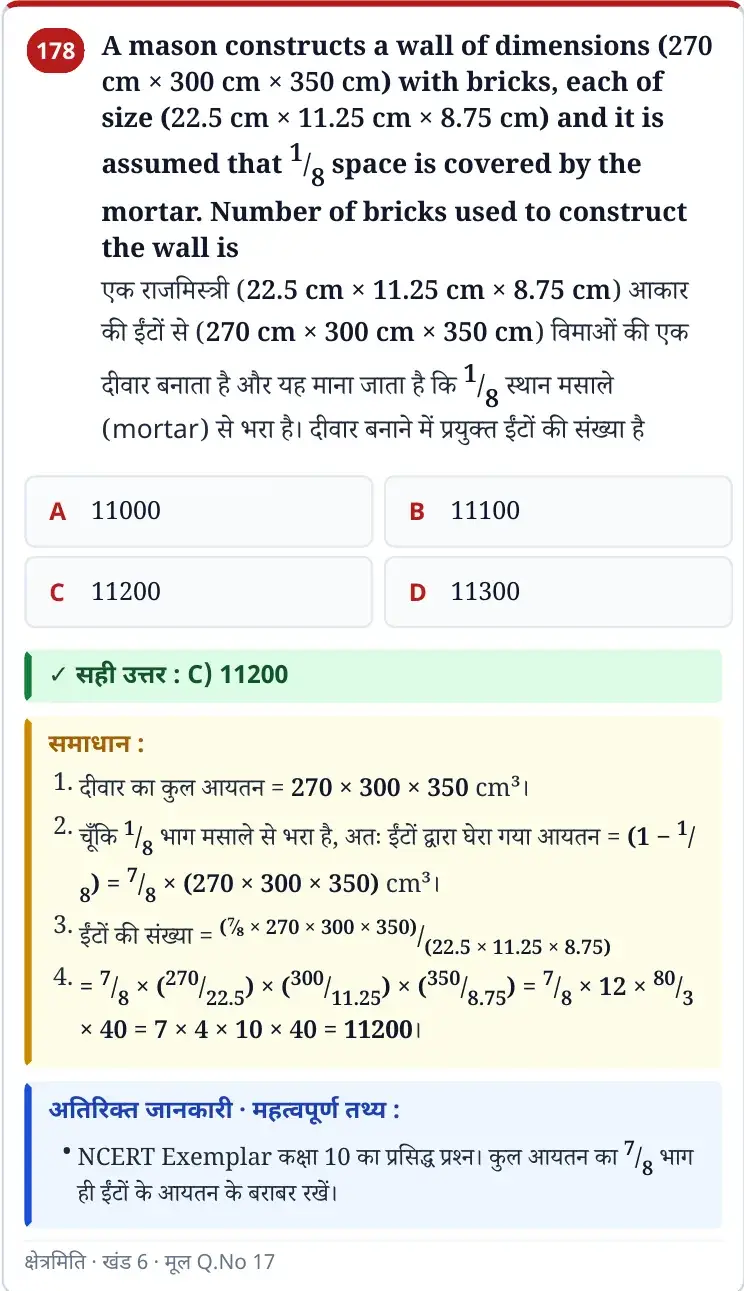 178 A mason constructs a wall of dimensions (270
cm × 300 cm × 350 cm) with bricks, each of
size (22.5 cm × 11.25 cm × 8.75 cm) and it is
assumed that 1/8 space is covered by the
mortar. Number of bricks used to construct
the wall is
एक राजमिस्त्री (22.5 cm × 11.25 cm × 8.75 cm) आकार
की ईंटों से (270 cm × 300 cm × 350 cm) विमाओं की एक
दीवार बनाता है और यह माना जाता है कि 1/8 स्थान मसाले
(mortar) से भरा है। दीवार बनाने में प्रयुक्त ईंटों की संख्या है
A 11000 B 11100
C 11200 D 11300
✓ सही उत्तर : C) 11200
समाधान :
1. दीवार का कुल आयतन = 270 × 300 × 350 cm³।
2. चूँकि 1/8 भाग मसाले से भरा है, अतः ईंटों द्वारा घेरा गया आयतन = (1 − 1/
8) = 7/8 × (270 × 300 × 350) cm³।
3. ईंटों की संख्या = (⅞ × 270 × 300 × 350)/(22.5 × 11.25 × 8.75)
4. = 7/8 × (270/22.5) × (300/11.25) × (350/8.75) = 7/8 × 12 × 80/3
× 40 = 7 × 4 × 10 × 40 = 11200।
अतिरिक्त जानकारी · महत्वपूर्ण तथ्य :
• NCERT Exemplar कक्षा 10 का प्रसिद्ध प्रश्न। कुल आयतन का 7/8 भाग
ही ईंटों के आयतन के बराबर रखें।
क्षेत्रमिति · खंड 6 · मूल Q.No 17